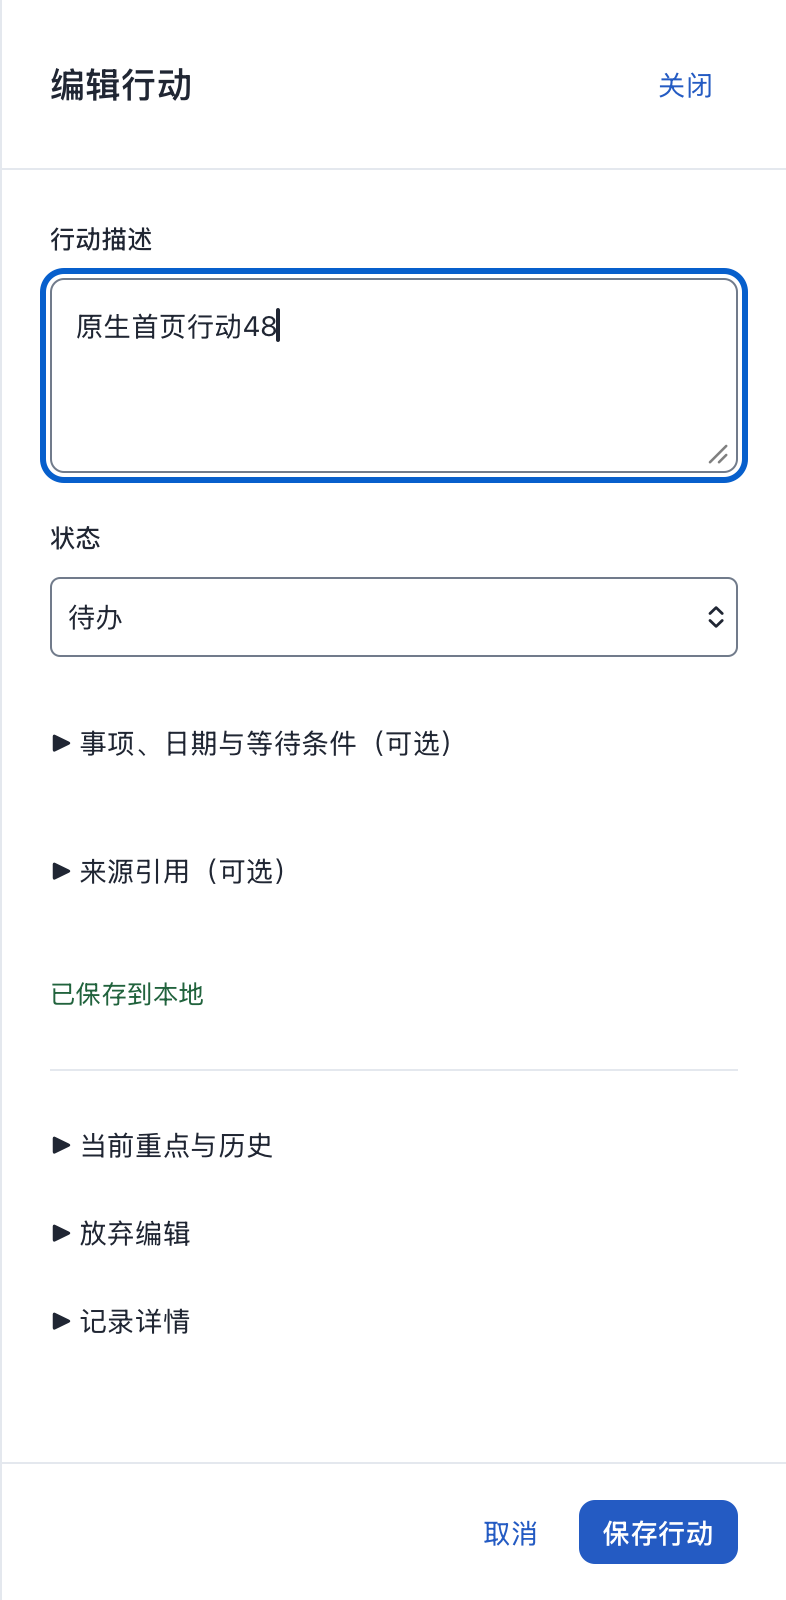 编辑行动
关闭
行动描述
原生首页行动48
状态
待办
事项、日期与等待条件（可选）
来源引用（可选）
已保存到本地
当前重点与历史
放弃编辑
记录详情
取消
保存行动